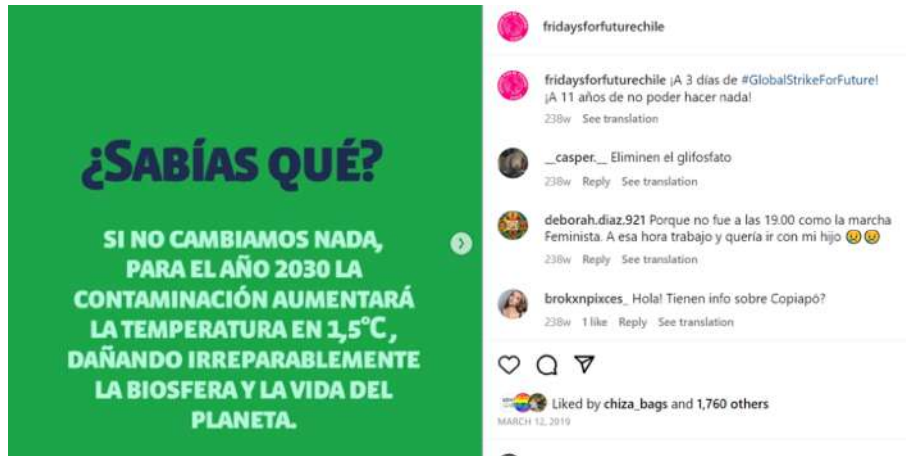 ¿SABÍAS QUÉ?
SI NO CAMBIAMOS NADA,
PARA EL AÑO 2030 LA
CONTAMINACIÓN AUMENTARÁ
LA TEMPERATURA EN 1,5°C,
DAÑANDO IRREPARABLEMENTE
LA BIOSFERA Y LA VIDA DEL
PLANETA.
fridaysforfuturechile
fridaysforfuturechile ¡A 3 días de #GlobalStrikeForFuture!
¡A 11 años de no poder hacer nada!
238w See translation
__casper.__ Eliminen el glifosfato
238w Reply See translation
deborah.diaz.921 Porque no fue a las 19.00 como la marcha
Feminista. A esa hora trabajo y quería ir con mi hijo 😢😢
238w Reply See translation
brokxnpixces_ Hola! Tienen info sobre Copiapó?
238w 1 like Reply See translation
Liked by chiza_bags and 1,760 others
MARCH 12, 2019